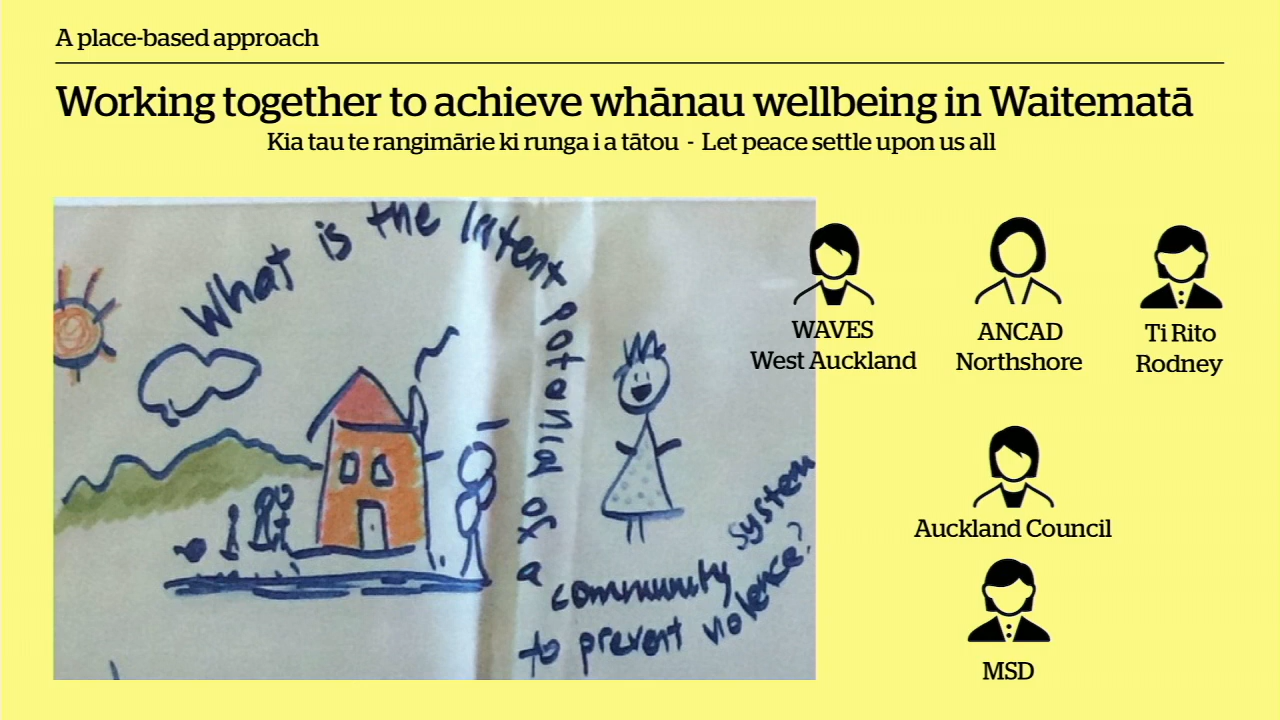 A place-based approach
Working together to achieve whānau wellbeing in Waitematā
Kia tau te rangimārie ki runga i a tātou - Let peace settle upon us all
What is the latent potancial of a community system
to prevent violence?
WAVES
West Auckland
ANCAD
Northshore
Ti Rito
Rodney
Auckland Council
MSD